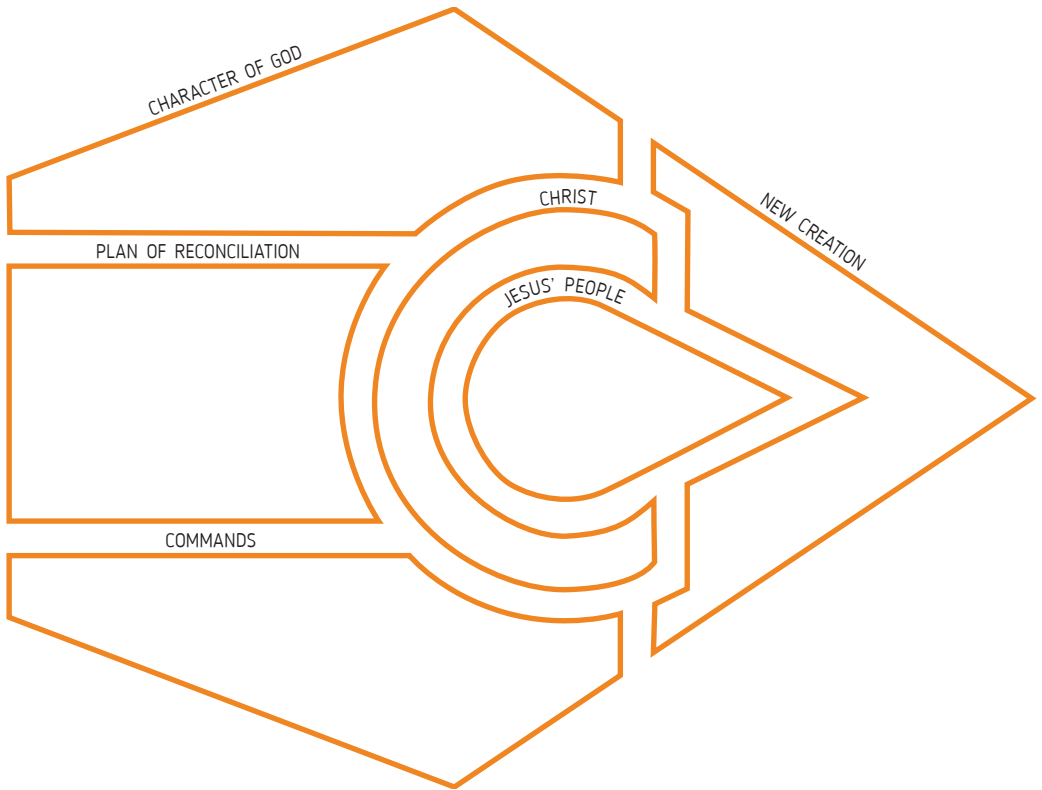 CHARACTER OF GOD
PLAN OF RECONCILIATION
CHRIST
JESUS' PEOPLE
NEW CREATION
COMMANDS